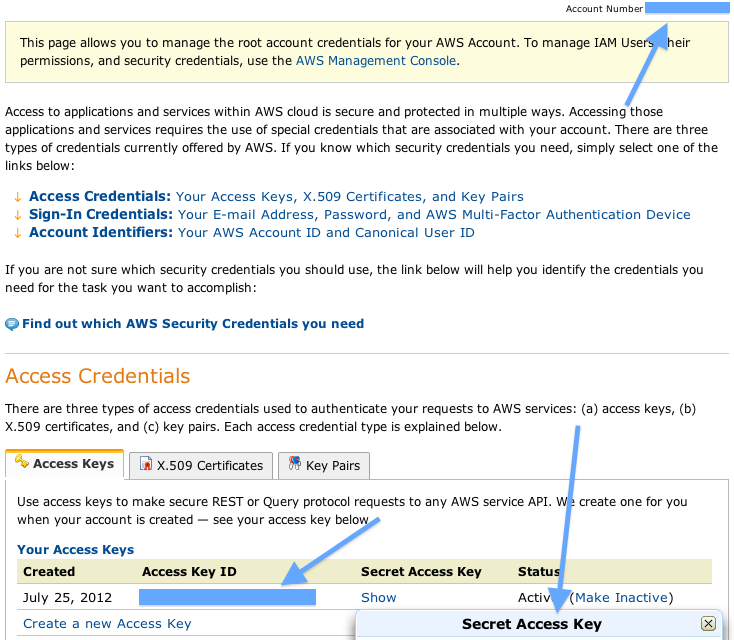 Account Number
This page allows you to manage the root account credentials for your AWS Account. To manage IAM Users, their
permissions, and security credentials, use the AWS Management Console.
Access to applications and services within AWS cloud is secure and protected in multiple ways. Accessing those
applications and services requires the use of special credentials that are associated with your account. There are three
types of credentials currently offered by AWS. If you know which security credentials you need, simply select one of the
links below:
↓ Access Credentials: Your Access Keys, X.509 Certificates, and Key Pairs
↓ Sign-In Credentials: Your E-mail Address, Password, and AWS Multi-Factor Authentication Device
↓ Account Identifiers: Your AWS Account ID and Canonical User ID
If you are not sure which security credentials you should use, the link below will help you identify the credentials you
need for the task you want to accomplish:
Find out which AWS Security Credentials you need
Access Credentials
There are three types of access credentials used to authenticate your requests to AWS services: (a) access keys, (b)
X.509 certificates, and (c) key pairs. Each access credential type is explained below.
Access Keys X.509 Certificates Key Pairs
Use access keys to make secure REST or Query protocol requests to any AWS service API. We create one for you
when your account is created — see your access key below.
Your Access Keys
Created Access Key ID Secret Access Key Status
July 25, 2012 Show Active (Make Inactive)
Create a new Access Key
Secret Access Key